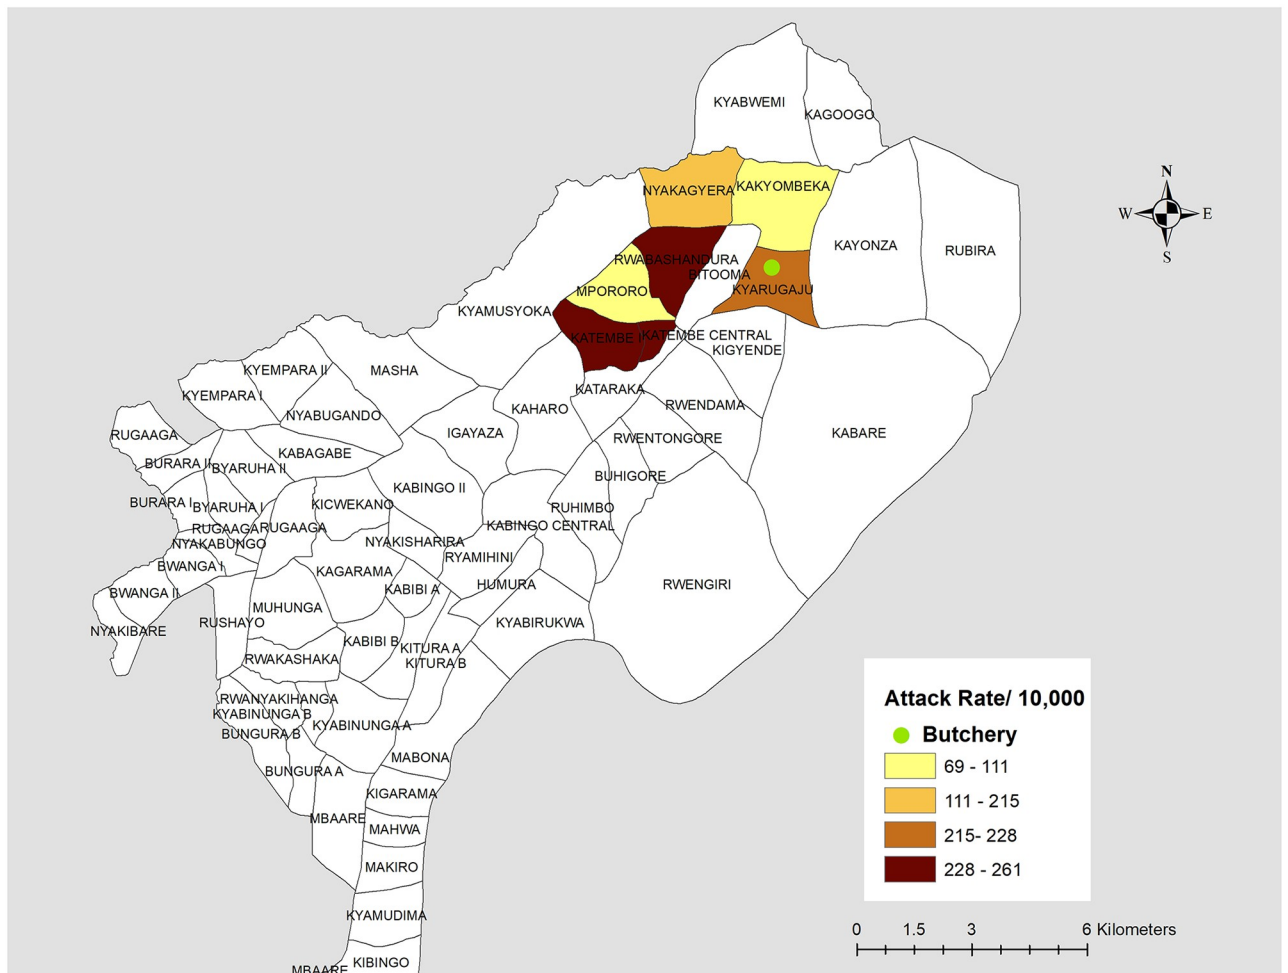 KYABWEMI
KAGOOGO
N
W
E
S
NYAKAGYERA
KAKYOMBEKA
KAYONZA
RUBIRA
RWABASHANDURA
BITOOMA
KYARUGAJU
MPORORO
KYAMUSYOKA
KATEMBE I
KATEMBE CENTRAL
KIGYENDE
KYEMPARA II
MASHA
KYEMPARA I
NYABUGANDO
KATARAKA
KAHARO
RWENDAMA
IGAYAZA
RWENTONGORE
KABARE
RUGAAGA
KABAGABE
BURARA II
BYARUHA II
BUHIGORE
KABINGO II
BURARA I
BYARUHA I
KICWEKANO
RUHIMBO
RUGAAGA
RUGAAGA
KABINGO CENTRAL
NYAKABUNGO
NYAKISHARIRA
RYAMIHINI
BWANGA I
KAGARAMA
HUMURA
RWENGIRI
BWANGA II
KABIBI A
MUHUNGA
NYAKIBARE
RUSHAYO
KYABIRUKWA
KABIBI B
KITURA A
KITURA B
RWAKASHAKA
RWANYAKIHANGA
KYABINUNGA B
KYABINUNGA A
BUNGURA B
MABONA
BUNGURA A
KIGARAMA
MBAARE
MAHWA
MAKIRO
KYAMUDIMA
KIBINGO
MBAARE
Attack Rate/ 10,000
Butchery
69 - 111
111 - 215
215- 228
228 - 261
0 1.5 3 6 Kilometers